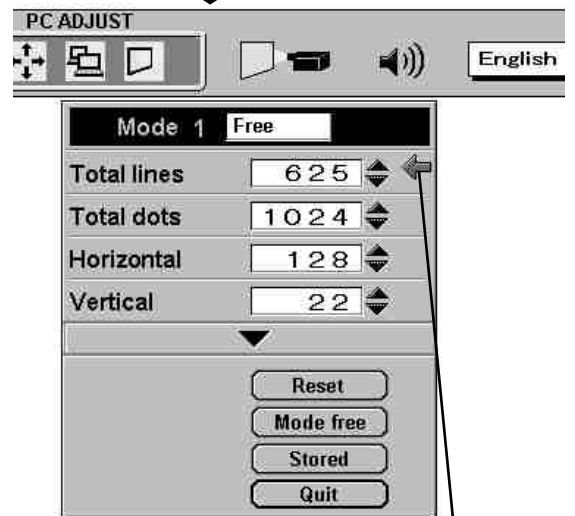 PC ADJUST
English
Mode 1 Free
Total lines 625
Total dots 1024
Horizontal 128
Vertical 22
Reset
Mode free
Stored
Quit